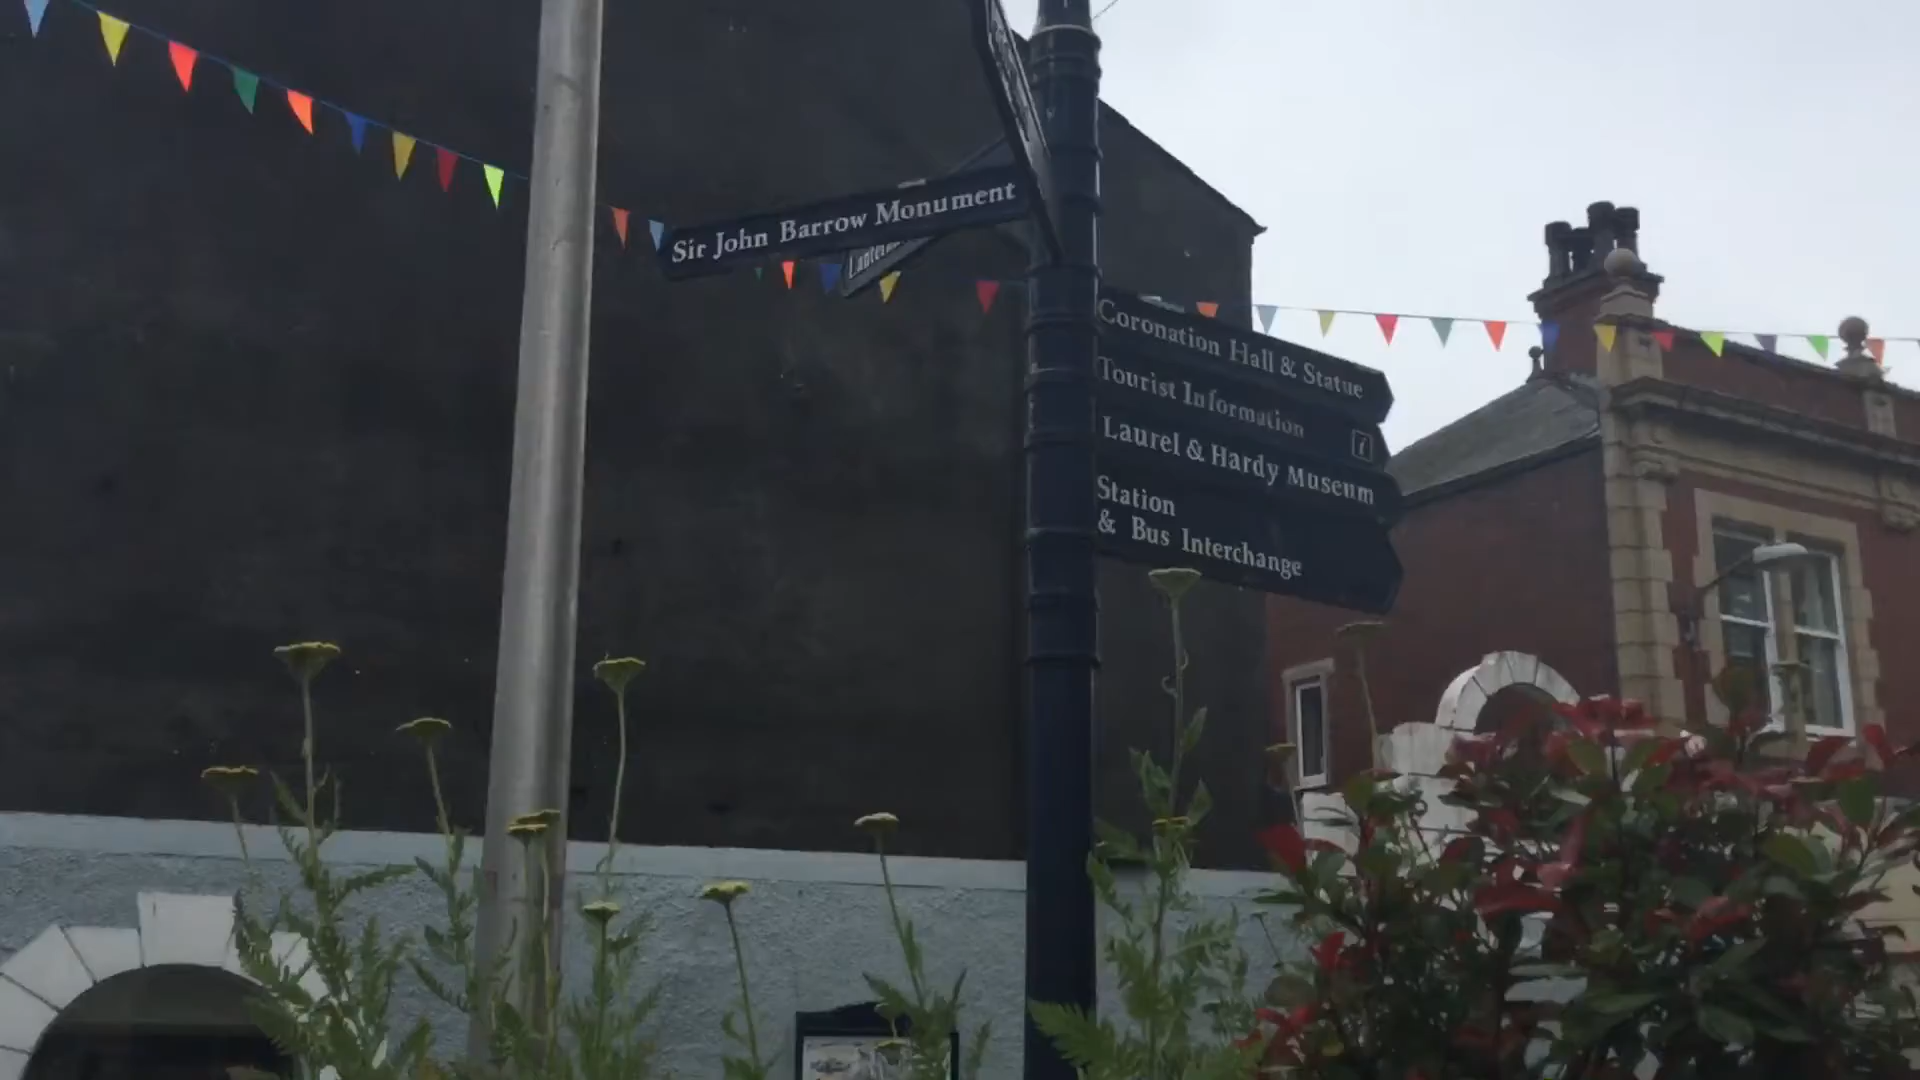 Sir John Barrow Monument
Coronation Hall & Statue
Tourist Information i
Laurel & Hardy Museum
Station
& Bus Interchange